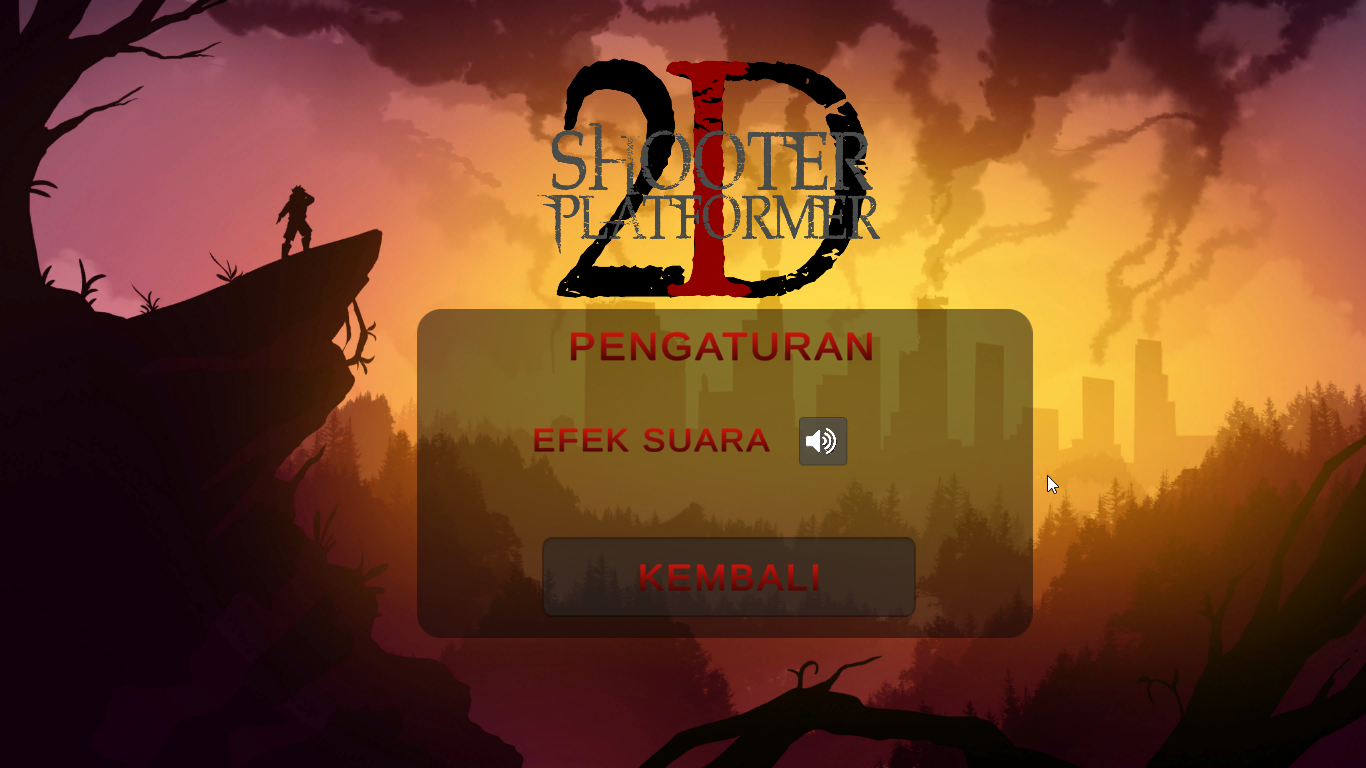 2D
SHOOTER
PLATFORMER
PENGATURAN
EFEK SUARA
KEMBALI